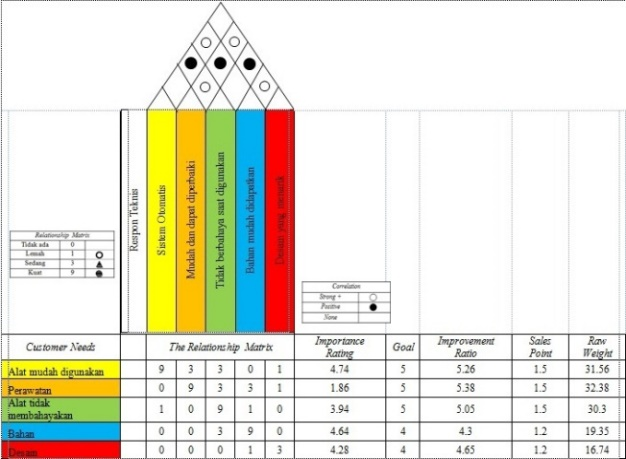 Respon Teknis
Sistem Otomatis
Mudah dan dapat diperbaiki
Tidak berbahaya saat digunakan
Bahan mudah didapatkan
Desain yang menarik
Relationship Matrix
Tidak ada 0
Lemah 1
Sedang 3
Kuat 9
Correlation
Strong +
Positive
None
Customer Needs The Relationship Matrix Importance Rating Goal Improvement Ratio Sales Point Raw Weight
Alat mudah digunakan 9 3 3 0 1 4.74 5 5.26 1.5 31.56
Perawatan 0 9 3 3 1 1.86 5 5.38 1.5 32.38
Alat tidak
membahayakan 1 0 9 1 0 3.94 5 5.05 1.5 30.3
Bahan 0 0 3 9 0 4.64 4 4.3 1.2 19.35
Desain 0 0 0 1 3 4.28 4 4.65 1.2 16.74